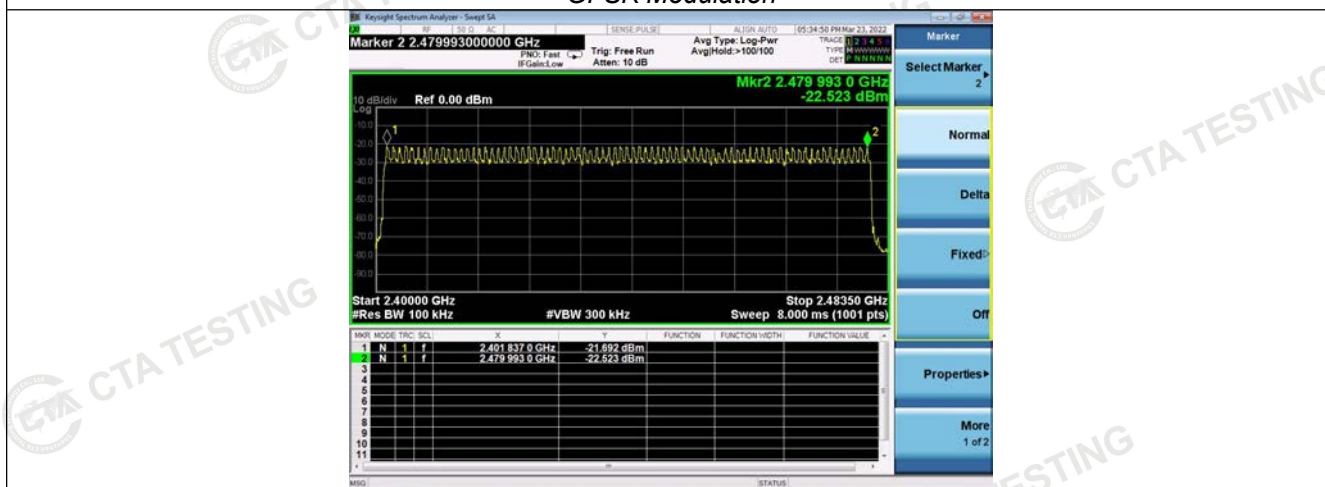 GFSK Modulation
Keysight Spectrum Analyzer - Swept SA
RF 50 Ω AC SENSE:PULSE ALIGN AUTO 05:34:50 PM Mar 23, 2022
Marker 2 2.479993000000 GHz
PNO: Fast
IFGain:Low
Trig: Free Run
Atten: 10 dB
Avg Type: Log-Pwr
Avg|Hold:>100/100
TRACE 1 2 3 4 5 6
TYPE M WWWWW
DET P N N N N N
Mkr2 2.479 993 0 GHz
-22.523 dBm
10 dB/div Ref 0.00 dBm
Log
-10.0
-20.0
-30.0
-40.0
-50.0
-60.0
-70.0
-80.0
-90.0
1
2
Start 2.40000 GHz Stop 2.48350 GHz
#Res BW 100 kHz #VBW 300 kHz Sweep 8.000 ms (1001 pts)
MKR MODE TRC SCL X Y FUNCTION FUNCTION WIDTH FUNCTION VALUE
1 N 1 f 2.401 837 0 GHz -21.692 dBm
2 N 1 f 2.479 993 0 GHz -22.523 dBm
3
4
5
6
7
8
9
10
11
MSG STATUS
Marker
Select Marker
2
Normal
Delta
Fixed
Off
Properties
More
1 of 2
CTA TESTING
CTA TESTING